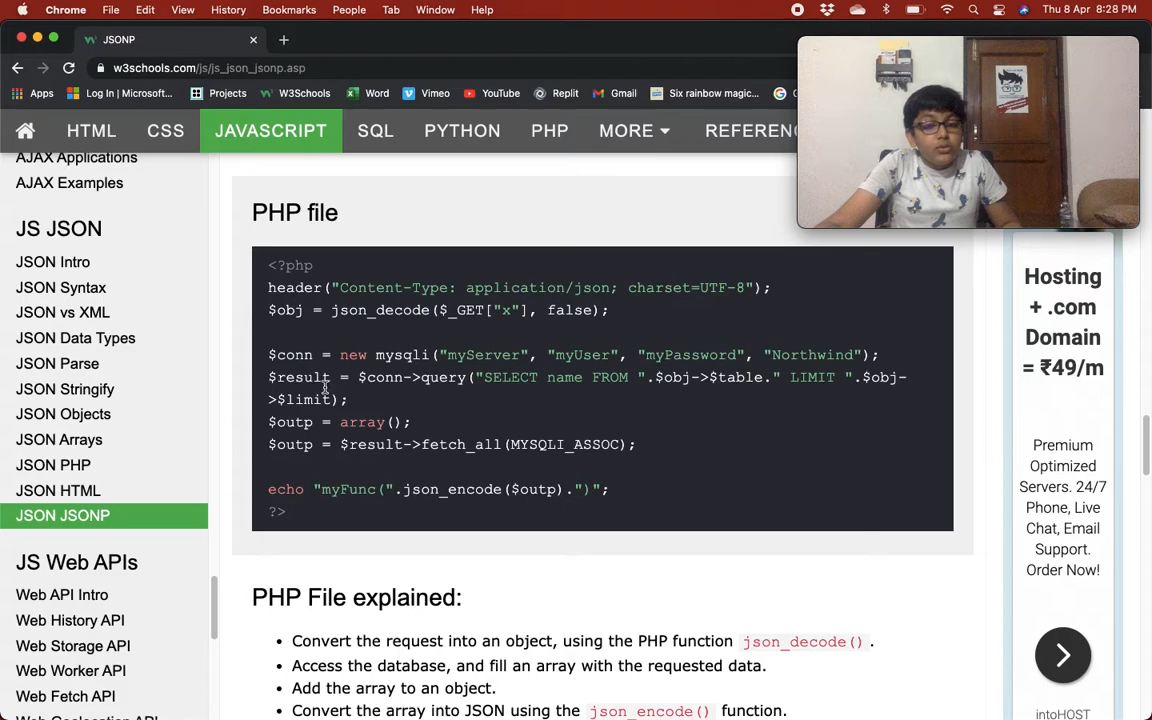 Chrome File Edit View History Bookmarks People Tab Window Help Thu 8 Apr 8:28 PM
JSONP
w3schools.com/js/js_json_jsonp.asp
Apps Log In | Microsoft... Projects W3Schools Word Vimeo YouTube Replit Gmail Six rainbow magic...
HTML CSS JAVASCRIPT SQL PYTHON PHP MORE REFERENC
AJAX Applications
AJAX Examples
JS JSON
JSON Intro
JSON Syntax
JSON vs XML
JSON Data Types
JSON Parse
JSON Stringify
JSON Objects
JSON Arrays
JSON PHP
JSON HTML
JSON JSONP
JS Web APIs
Web API Intro
Web History API
Web Storage API
Web Worker API
Web Fetch API
Web Geolocation API
PHP file
<?php
header("Content-Type: application/json; charset=UTF-8");
$obj = json_decode($_GET["x"], false);
$conn = new mysqli("myServer", "myUser", "myPassword", "Northwind");
$result = $conn->query("SELECT name FROM ".$obj->$table." LIMIT ".$obj-
>$limit);
$outp = array();
$outp = $result->fetch_all(MYSQLI_ASSOC);
echo "myFunc(".json_encode($outp).")";
?>
PHP File explained:
• Convert the request into an object, using the PHP function json_decode().
• Access the database, and fill an array with the requested data.
• Add the array to an object.
• Convert the array into JSON using the json_encode() function.
Hosting
+ .com
Domain
= ₹49/m
Premium
Optimized
Servers. 24/7
Phone, Live
Chat, Email
Support.
Order Now!
intoHOST